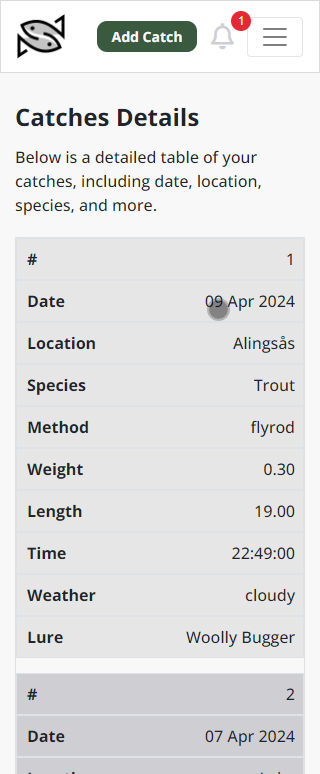 Add Catch
1
Catches Details
Below is a detailed table of your
catches, including date, location,
species, and more.
# 1
Date 09 Apr 2024
Location Alingsås
Species Trout
Method flyrod
Weight 0.30
Length 19.00
Time 22:49:00
Weather cloudy
Lure Woolly Bugger
# 2
Date 07 Apr 2024